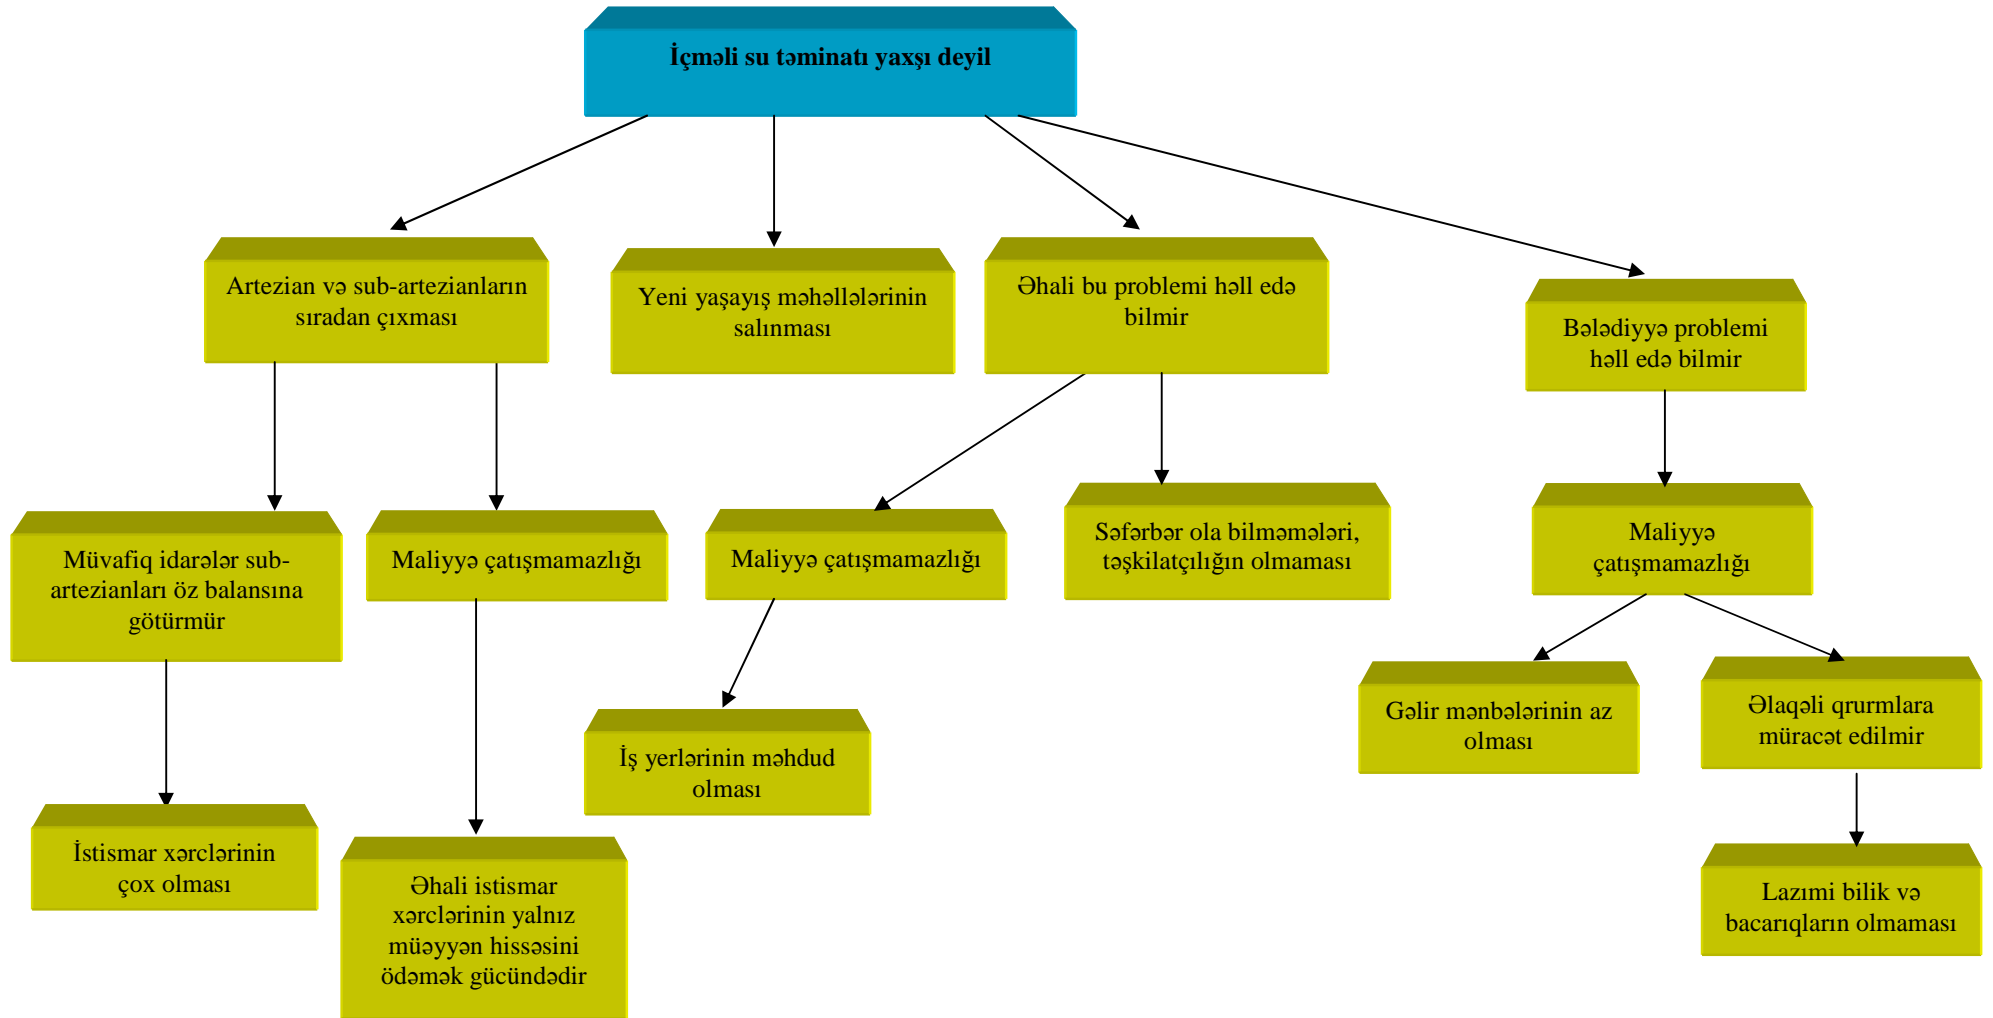 İçməli su təminatı yaxşı deyil
Artezian və sub-artezianların
sıradan çıxması
Yeni yaşayış məhəllələrinin
salınması
Əhali bu problemi həll edə
bilmir
Bələdiyyə problemi
həll edə bilmir
Müvafiq idarələr sub-
artezianları öz balansına
götürmür
Maliyyə çatışmamazlığı
Maliyyə çatışmamazlığı
Səfərbər ola bilməmələri,
təşkilatçılığın olmaması
Maliyyə
çatışmamazlığı
İş yerlərinin məhdud
olması
Gəlir mənbələrinin az
olması
Əlaqəli qrurmlara
müracət edilmir
İstismar xərclərinin
çox olması
Əhali istismar
xərclərinin yalnız
müəyyən hissəsini
ödəmək gücündədir
Lazımi bilik və
bacarıqların olmaması